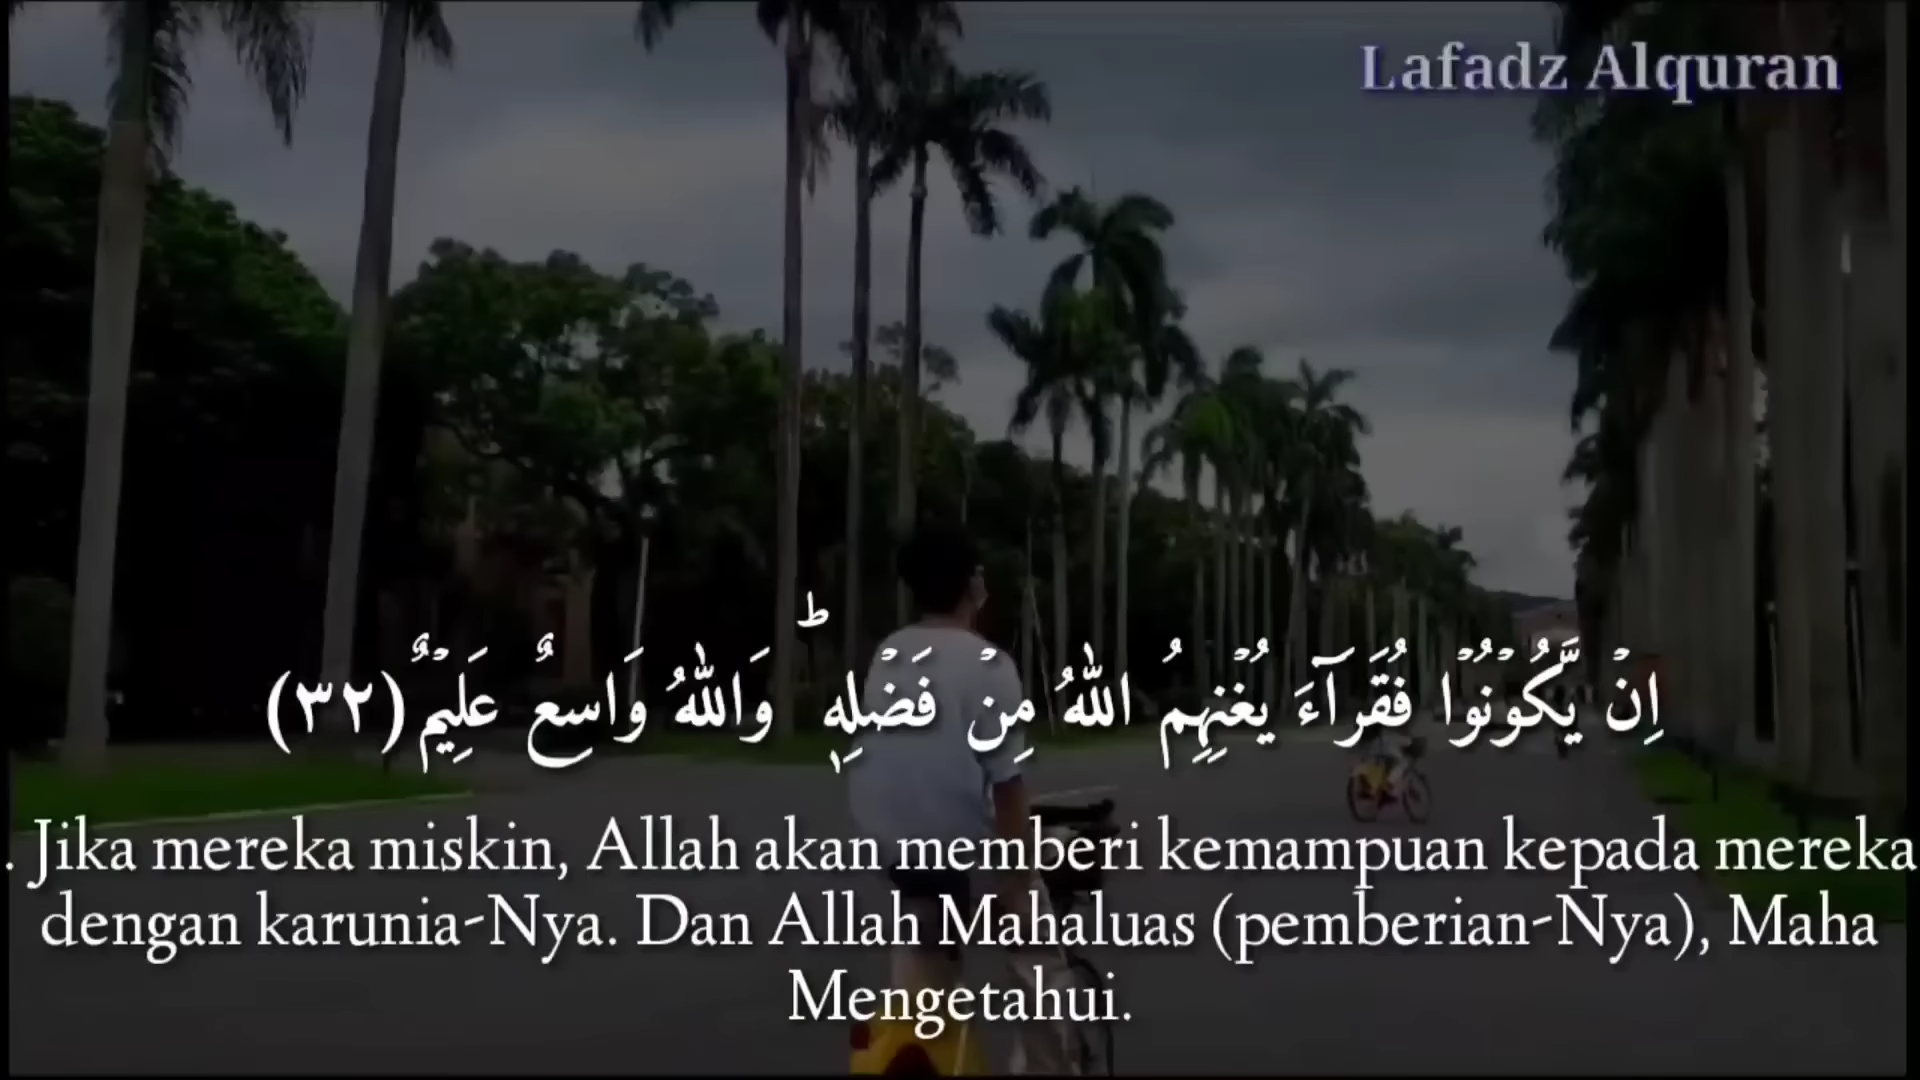 Lafadz Alquran
اِنْ يَّكُوْنُوْا فُقَرَاۤءَ يُغْنِهِمُ اللّٰهُ مِنْ فَضْلِهٖۗ وَاللّٰهُ وَاسِعٌ عَلِيْمٌ (٣٢)
. Jika mereka miskin, Allah akan memberi kemampuan kepada mereka
dengan karunia-Nya. Dan Allah Mahaluas (pemberian-Nya), Maha
Mengetahui.